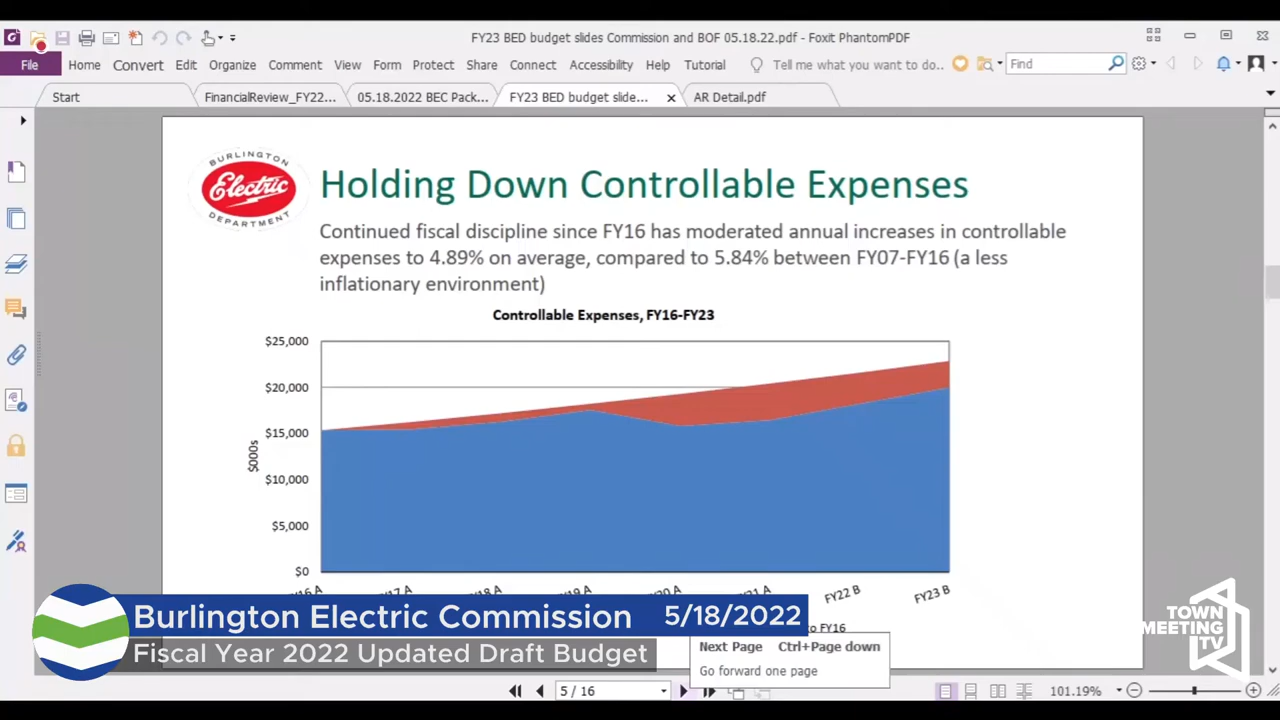 FY23 BED budget slides Commission and BOF 05.18.22.pdf - Foxit PhantomPDF
File Home Convert Edit Organize Comment View Form Protect Share Connect Accessibility Help Tutorial Tell me what you want to do.. Find
Start FinancialReview_FY22... 05.18.2022 BEC Pack... FY23 BED budget slide... AR Detail.pdf
BURLINGTON
Electric
DEPARTMENT
Holding Down Controllable Expenses
Continued fiscal discipline since FY16 has moderated annual increases in controllable
expenses to 4.89% on average, compared to 5.84% between FY07-FY16 (a less
inflationary environment)
Controllable Expenses, FY16-FY23
$25,000
$20,000
$15,000
$10,000
$5,000
$0
$000s
FY22 B FY23 B
to FY16
Burlington Electric Commission 5/18/2022
Fiscal Year 2022 Updated Draft Budget
Next Page Ctrl+Page down
Go forward one page
TOWN
MEETING
TV
5 / 16
101.19%